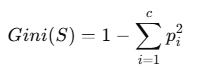 Gini(S) = 1 − ∑_{i=1}^{c} p_i^2